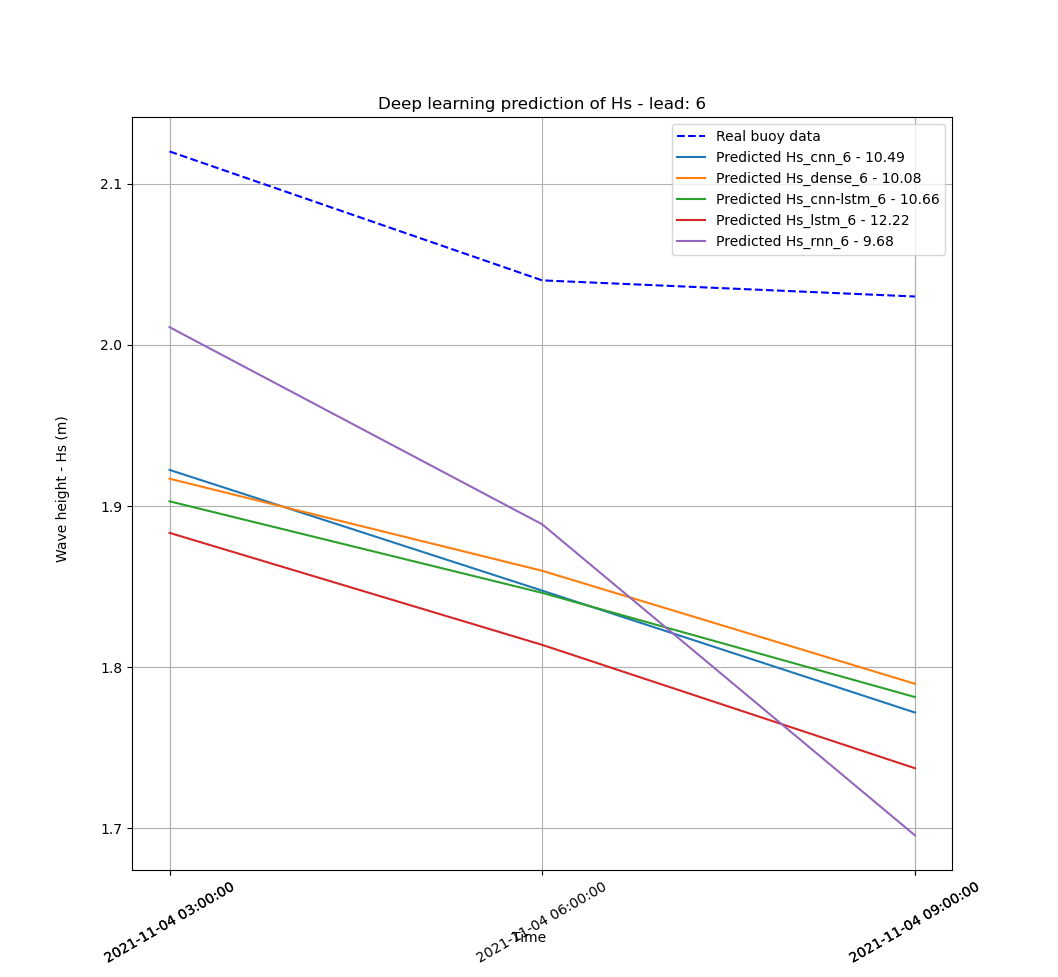 Deep learning prediction of Hs - lead: 6
Real buoy data
Predicted Hs_cnn_6 - 10.49
Predicted Hs_dense_6 - 10.08
Predicted Hs_cnn-lstm_6 - 10.66
Predicted Hs_lstm_6 - 12.22
Predicted Hs_rnn_6 - 9.68
2.1
2.0
1.9
1.8
1.7
Wave height - Hs (m)
2021-11-04 03:00:00
2021-11-04 06:00:00
2021-11-04 09:00:00
Time